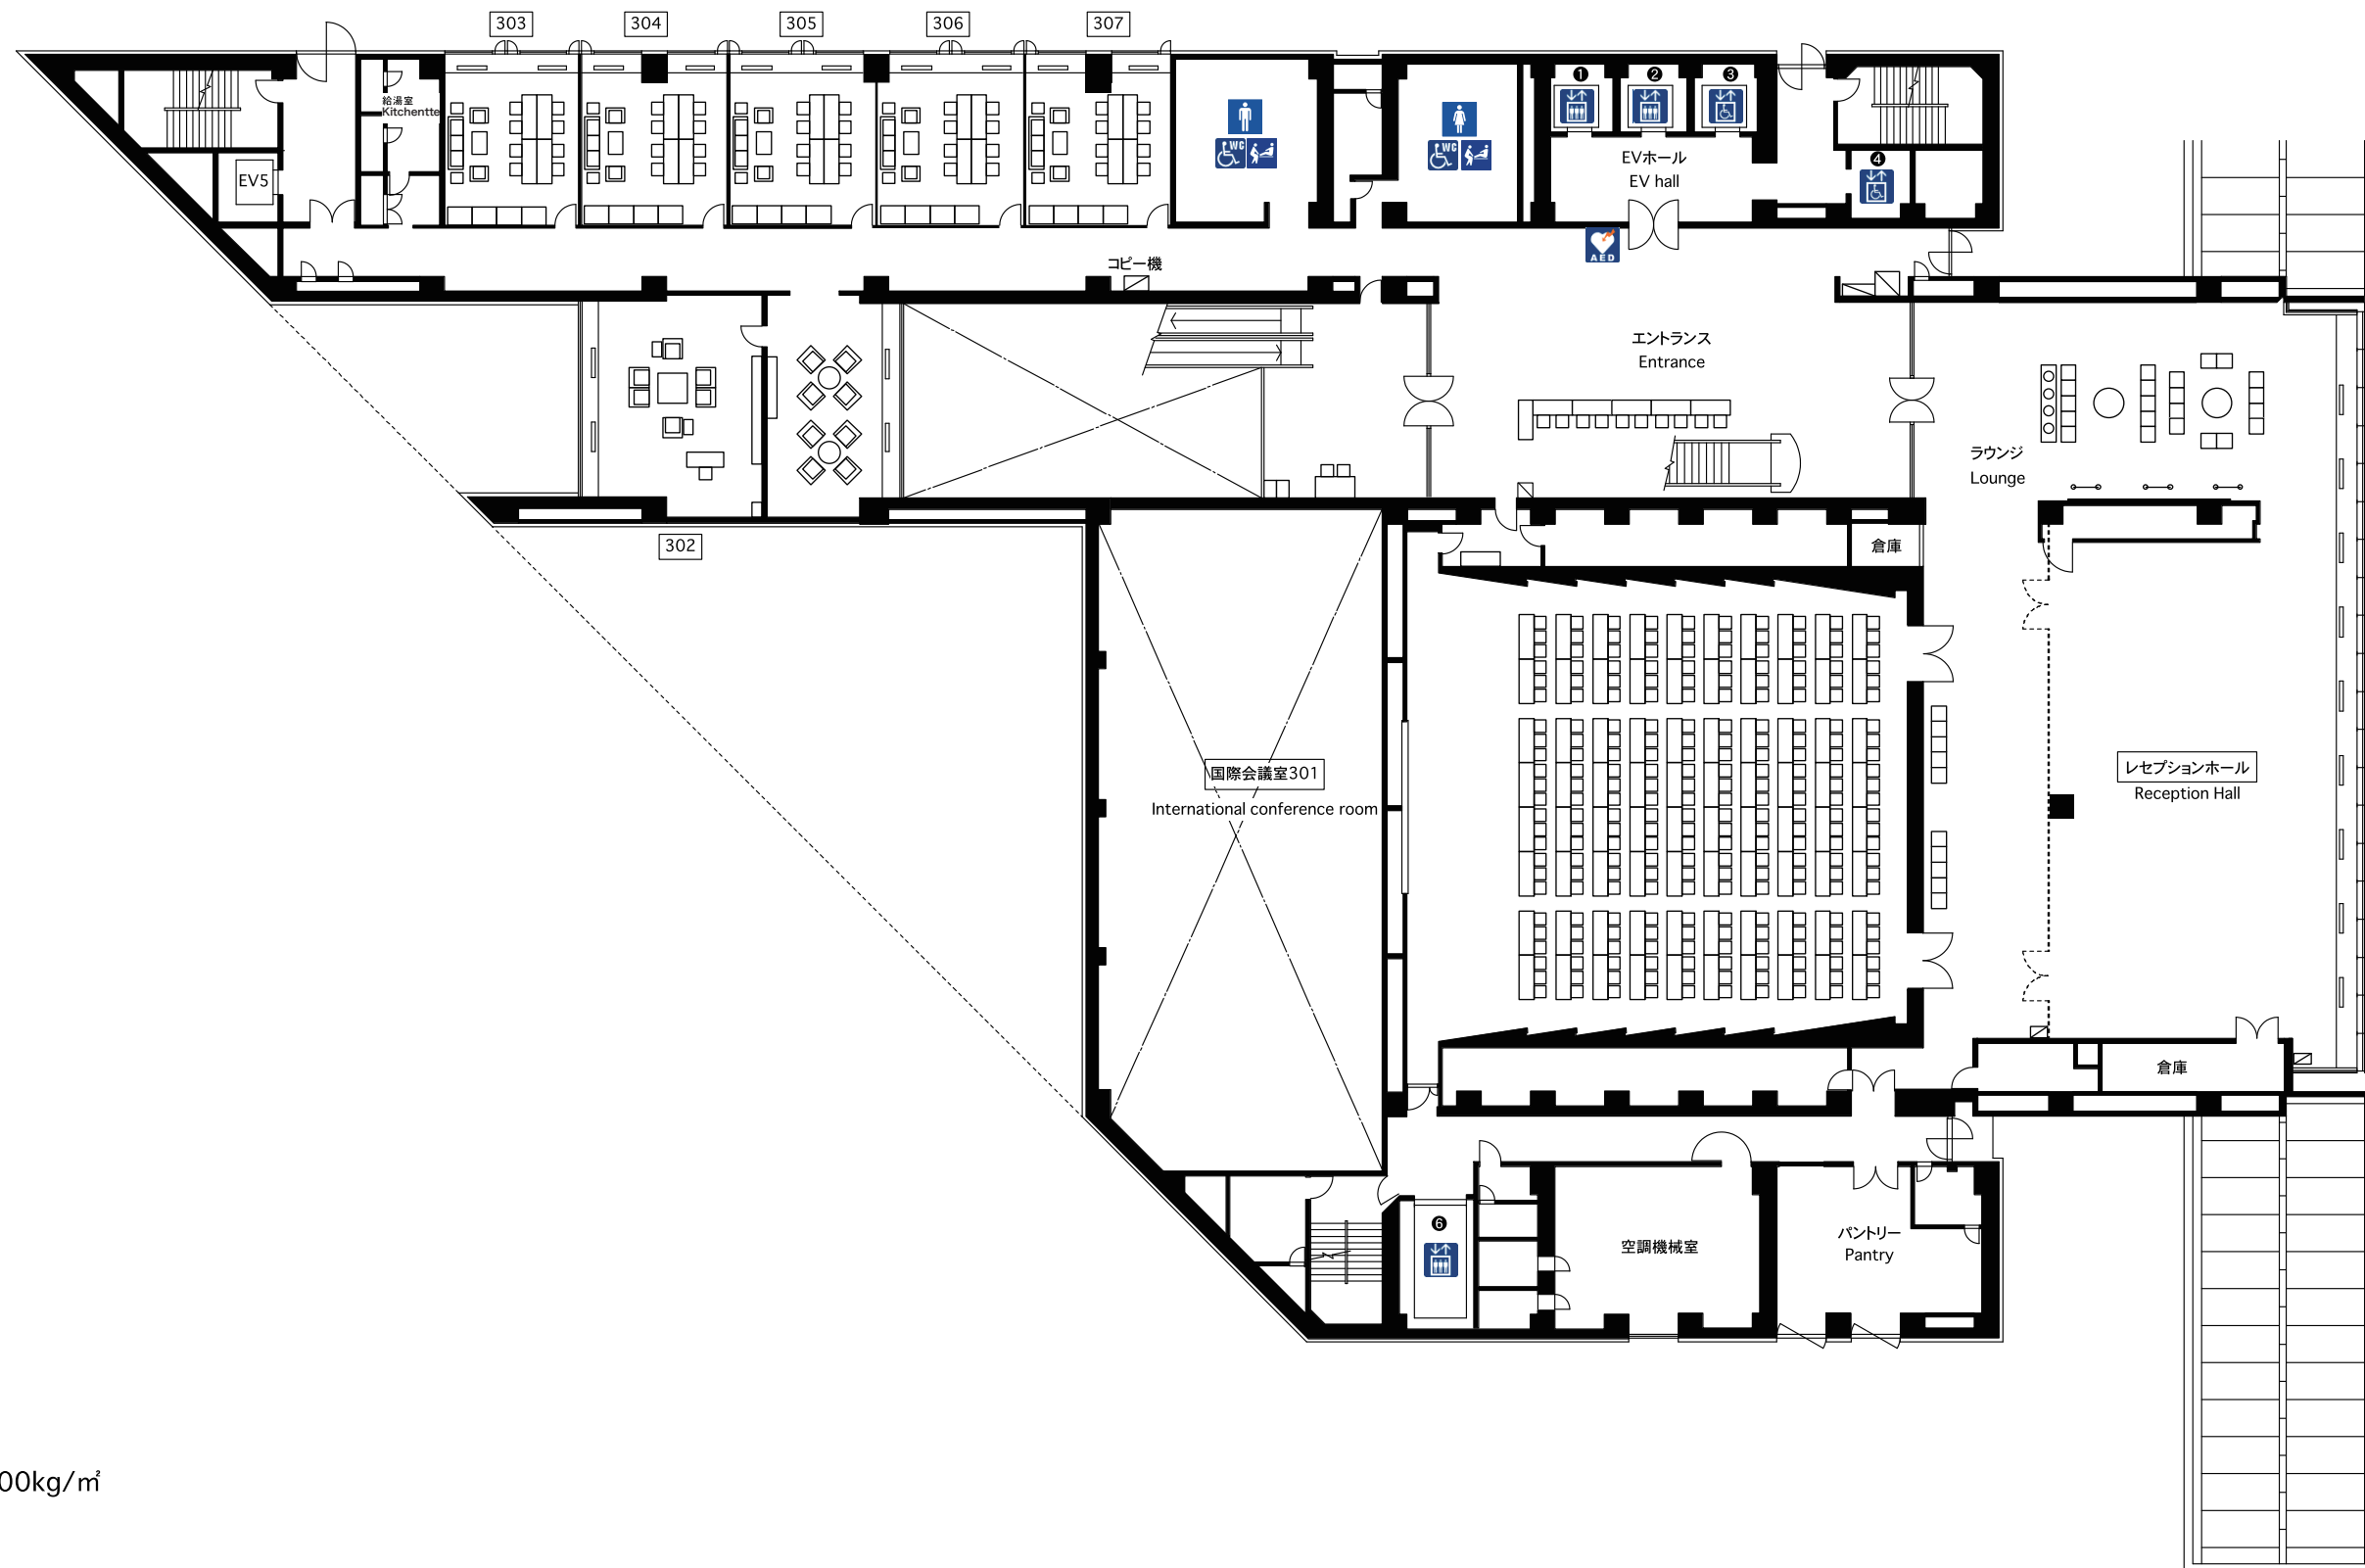 303
304
305
306
307
給湯室
Kitchentte
EV5
WC
WC
❶
❷
❸
❹
EVホール
EV hall
AED
コピー機
エントランス
Entrance
ラウンジ
Lounge
302
倉庫
国際会議室301
International conference room
レセプションホール
Reception Hall
倉庫
❻
空調機械室
パントリー
Pantry
00kg/㎡